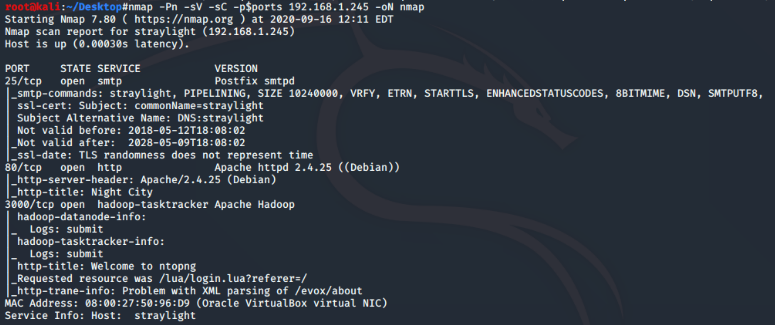 root@kali:~/Desktop#nmap -Pn -sV -sC -p$ports 192.168.1.245 -oN nmap
Starting Nmap 7.80 ( https://nmap.org ) at 2020-09-16 12:11 EDT
Nmap scan report for straylight (192.168.1.245)
Host is up (0.00030s latency).

PORT     STATE SERVICE            VERSION
25/tcp   open  smtp               Postfix smtpd
|_smtp-commands: straylight, PIPELINING, SIZE 10240000, VRFY, ETRN, STARTTLS, ENHANCEDSTATUSCODES, 8BITMIME, DSN, SMTPUTF8,
| ssl-cert: Subject: commonName=straylight
| Subject Alternative Name: DNS:straylight
| Not valid before: 2018-05-12T18:08:02
|_Not valid after:  2028-05-09T18:08:02
|_ssl-date: TLS randomness does not represent time
80/tcp   open  http               Apache httpd 2.4.25 ((Debian))
|_http-server-header: Apache/2.4.25 (Debian)
|_http-title: Night City
3000/tcp open  hadoop-tasktracker Apache Hadoop
| hadoop-datanode-info:
|_  Logs: submit
| hadoop-tasktracker-info:
|_  Logs: submit
| http-title: Welcome to ntopng
|_Requested resource was /lua/login.lua?referer=/
|_http-trane-info: Problem with XML parsing of /evox/about
MAC Address: 08:00:27:50:96:D9 (Oracle VirtualBox virtual NIC)
Service Info: Host:  straylight